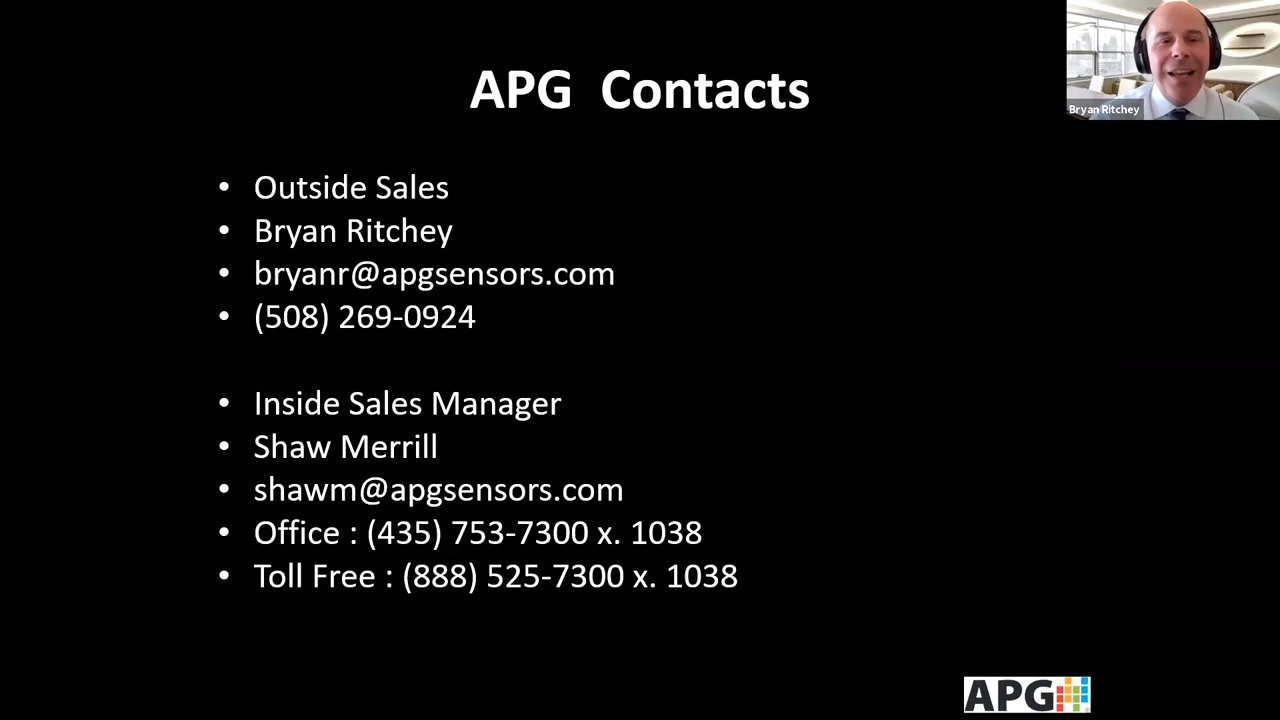 APG Contacts
Bryan Ritchey
• Outside Sales
• Bryan Ritchey
• bryanr@apgsensors.com
• (508) 269-0924
• Inside Sales Manager
• Shaw Merrill
• shawm@apgsensors.com
• Office : (435) 753-7300 x. 1038
• Toll Free : (888) 525-7300 x. 1038
APG